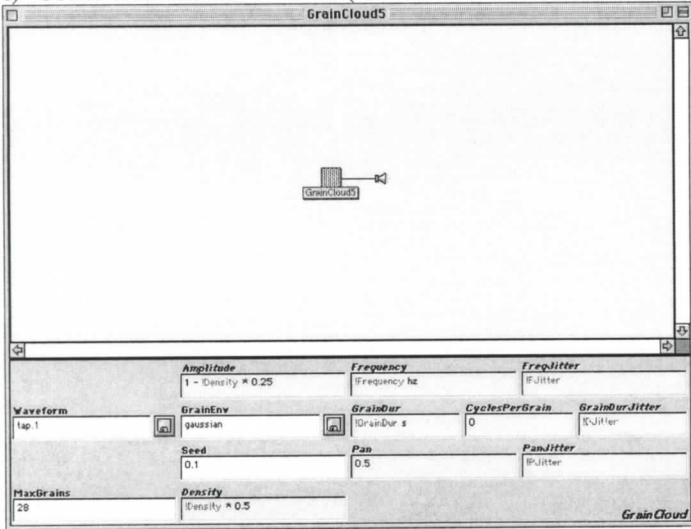 GrainCloud5
GrainCloud5
Amplitude
1 - !Density * 0.25
Frequency
!Frequency hz
FreqJitter
!FJitter
Waveform
tap.1
GrainEnv
gaussian
GrainDur
!GrainDur s
CyclesPerGrain
0
GrainDurJitter
Seed
0.1
Pan
0.5
PanJitter
!PJitter
MaxGrains
28
Density
!Density * 0.5
GrainCloud